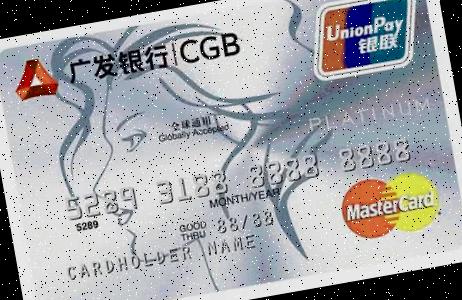 广发银行|CGB
UnionPay
银联
PLATINUM
全球通用
Globally Accepted
5289 3188 8888 8888
5289
MONTH/YEAR
GOOD
THRU
88/88
MasterCard
CARDHOLDER NAME